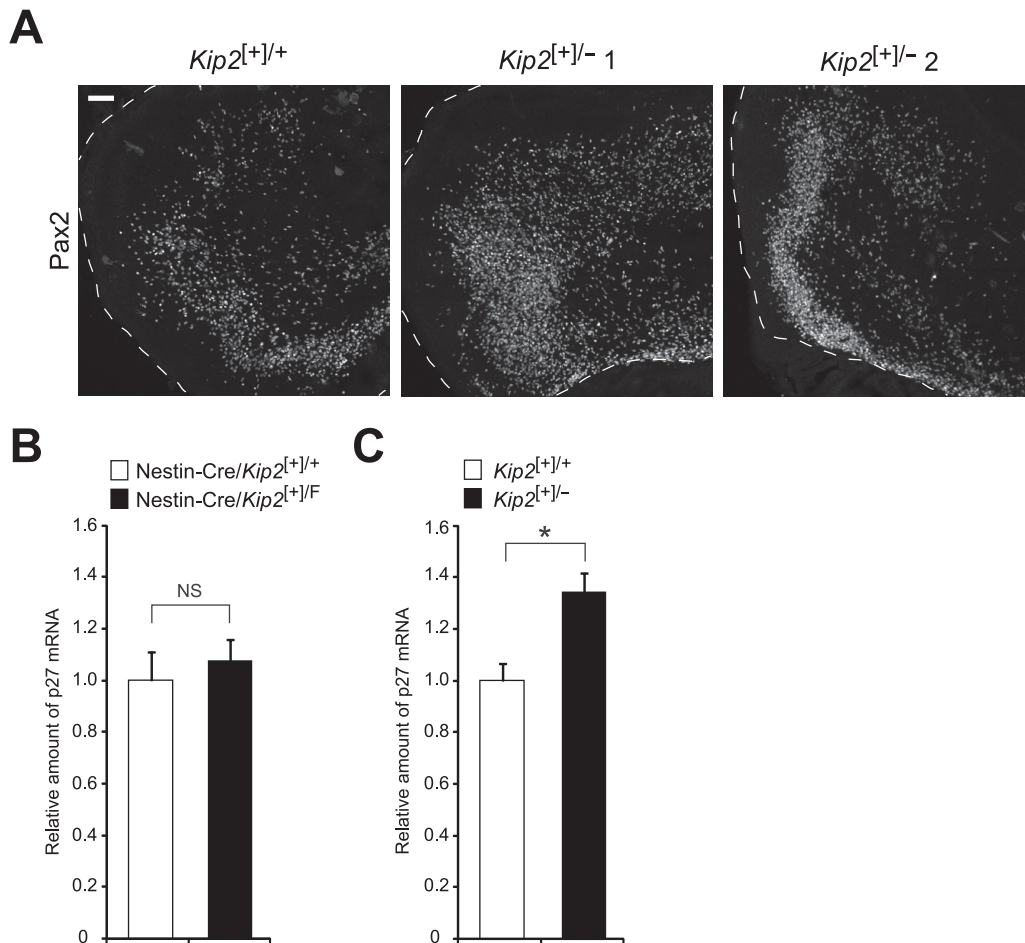 A
Kip2[+]/+
Kip2[+]/– 1
Kip2[+]/– 2
Pax2
B
Nestin-Cre/Kip2[+]/+
Nestin-Cre/Kip2[+]/F
Relative amount of p27 mRNA
1.6
1.4
1.2
1.0
0.8
0.6
0.4
0.2
0
NS
C
Kip2[+]/+
Kip2[+]/–
Relative amount of p27 mRNA
1.6
1.4
1.2
1.0
0.8
0.6
0.4
0.2
0
*